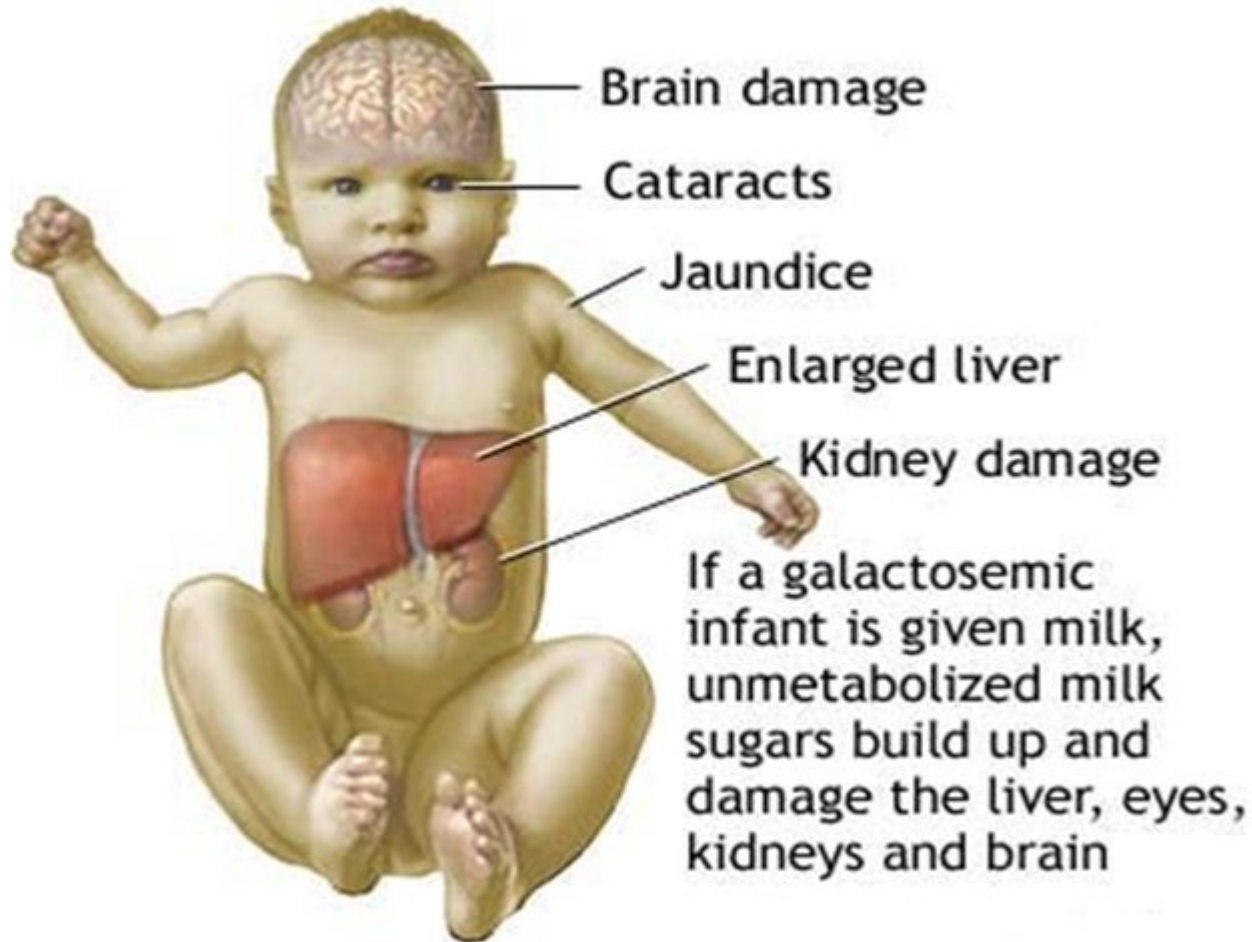 Brain damage
Cataracts
Jaundice
Enlarged liver
Kidney damage
If a galactosemic
infant is given milk,
unmetabolized milk
sugars build up and
damage the liver, eyes,
kidneys and brain